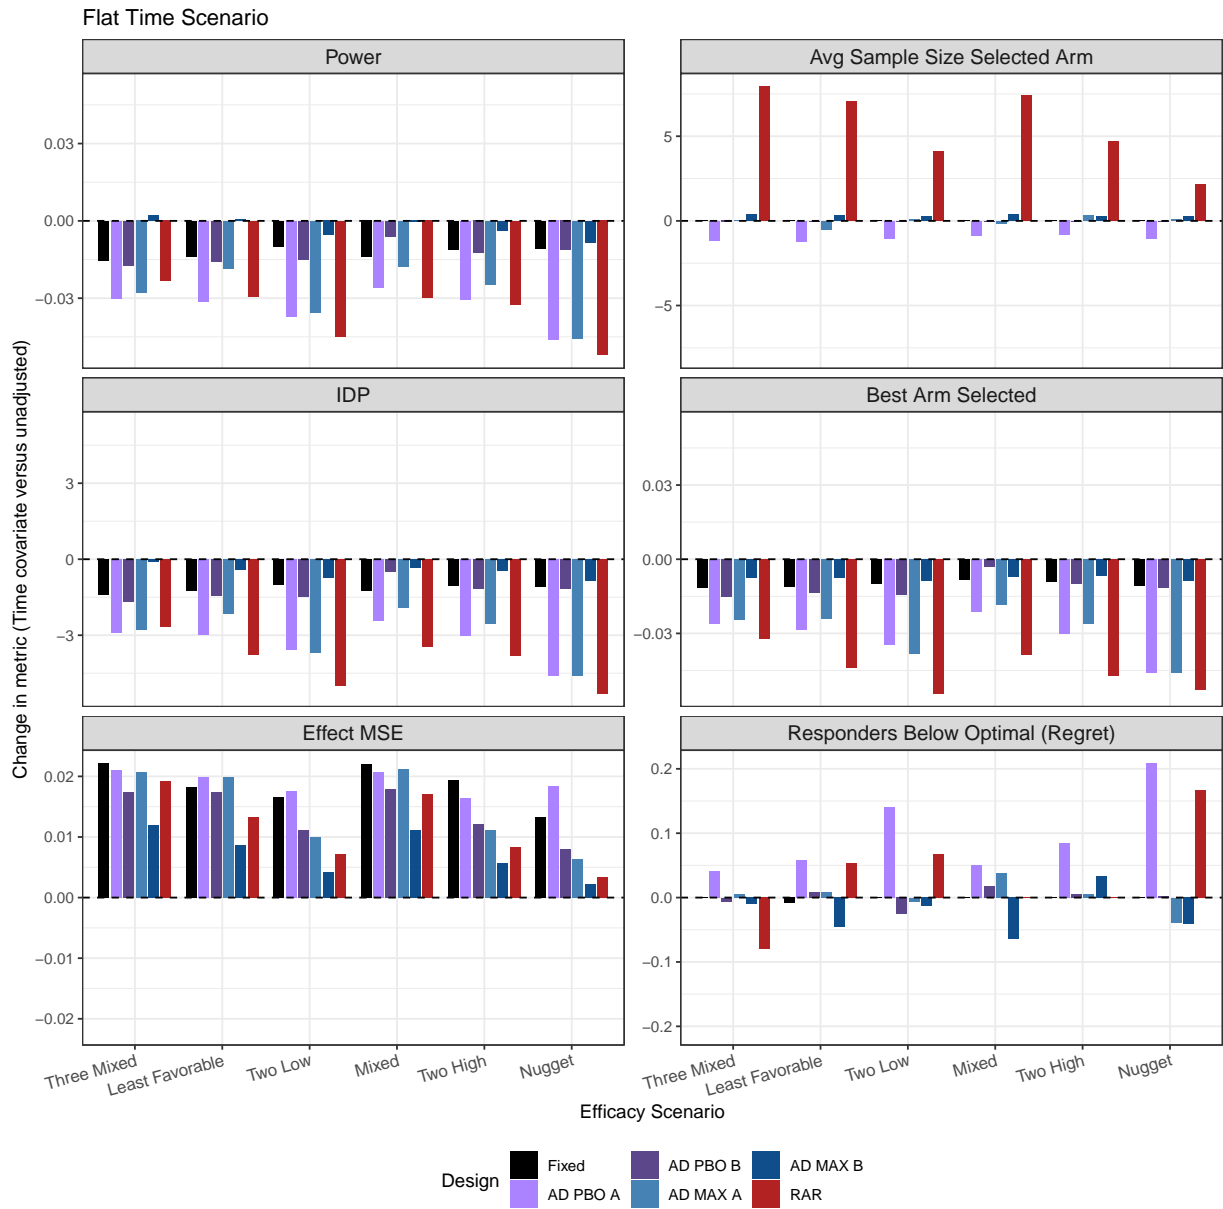 Flat Time Scenario
Power
Avg Sample Size Selected Arm
0.03
0.00
−0.03
5
0
−5
IDP
Best Arm Selected
3
0
−3
0.03
0.00
−0.03
Effect MSE
Responders Below Optimal (Regret)
0.02
0.01
0.00
−0.01
−0.02
0.2
0.1
0.0
−0.1
−0.2
Change in metric (Time covariate versus unadjusted)
Three Mixed
Least Favorable
Two Low
Mixed
Two High
Nugget
Three Mixed
Least Favorable
Two Low
Mixed
Two High
Nugget
Efficacy Scenario
Design
Fixed
AD PBO B
AD MAX B
AD PBO A
AD MAX A
RAR